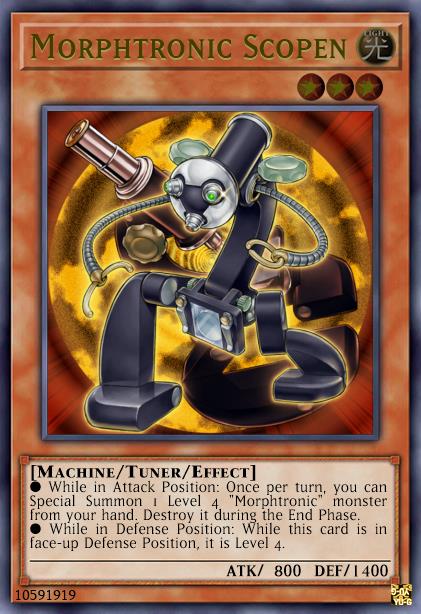 Morphtronic Scopen
LIGHT
光
[Machine/Tuner/Effect]
● While in Attack Position: Once per turn, you can
Special Summon 1 Level 4 "Morphtronic" monster
from your hand. Destroy it during the End Phase.
● While in Defense Position: While this card is in
face-up Defense Position, it is Level 4.
ATK/ 800 DEF/1400
10591919